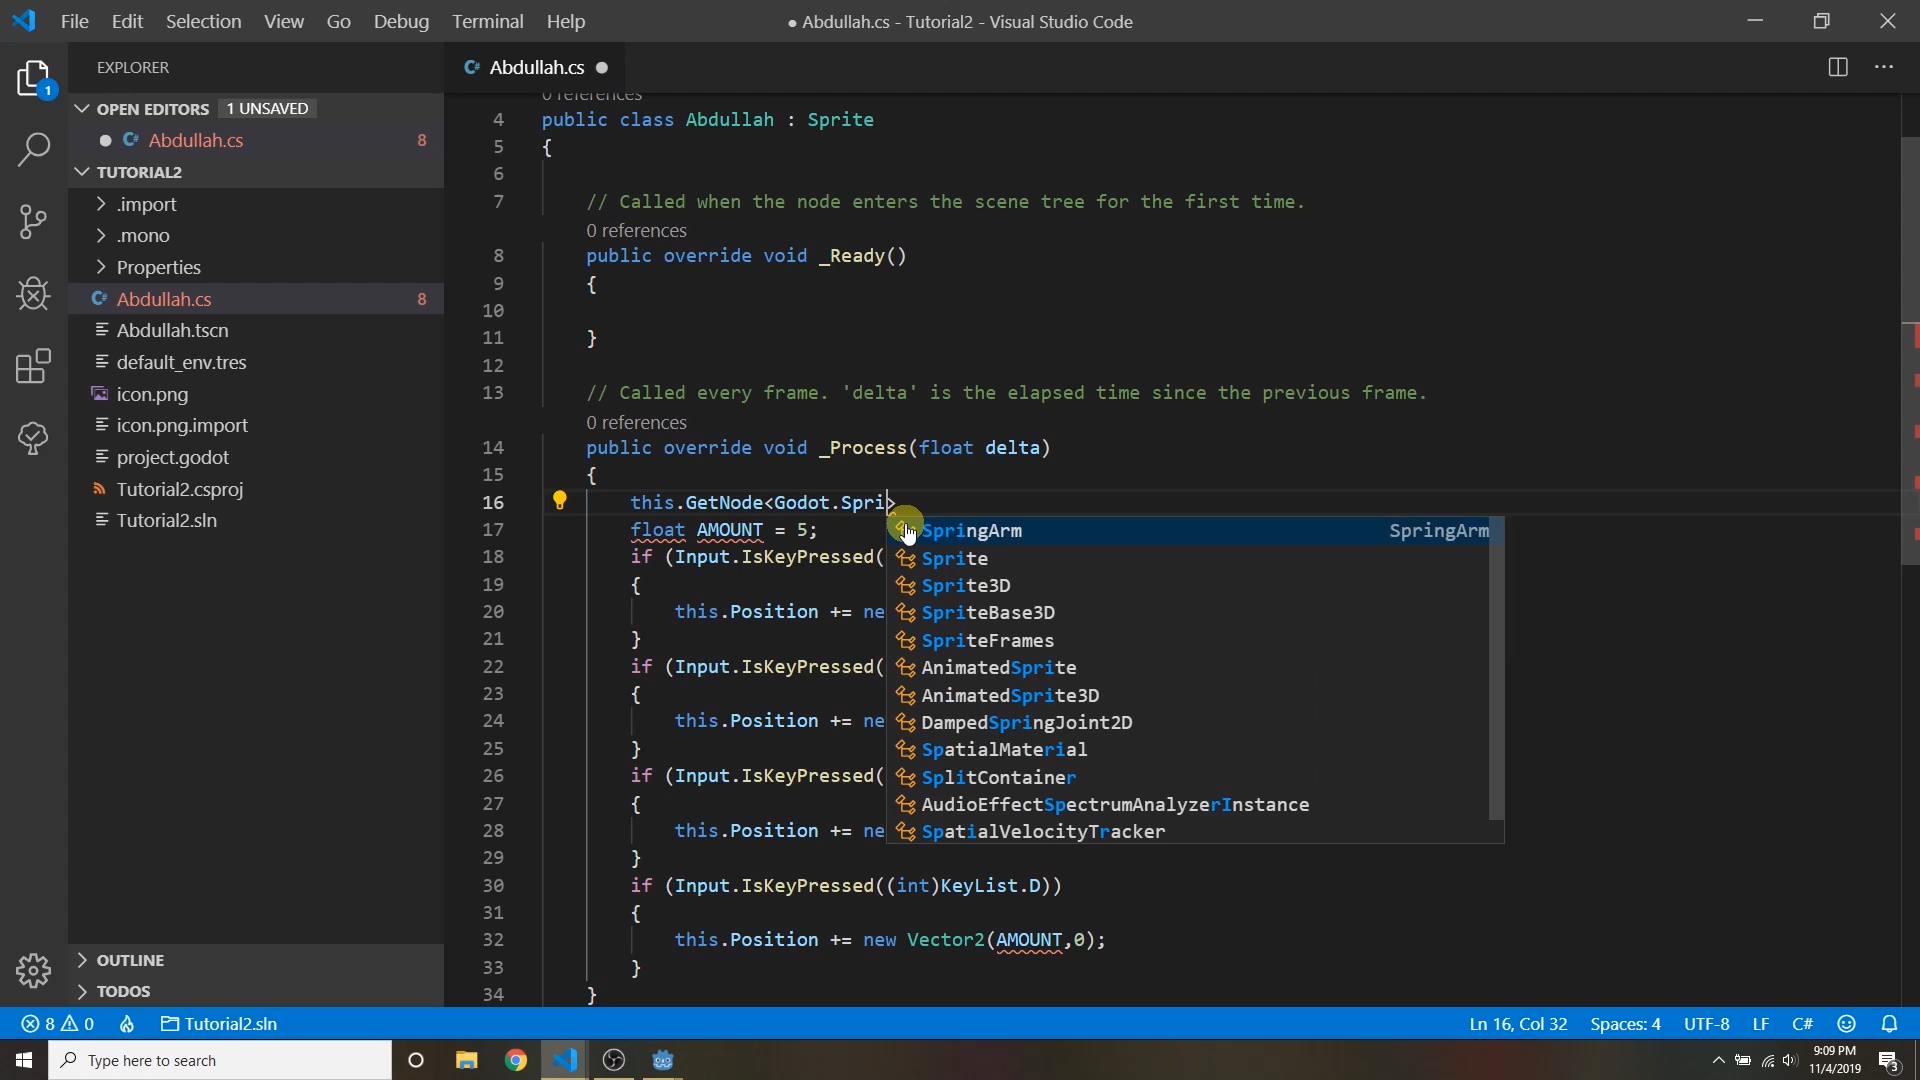 File Edit Selection View Go Debug Terminal Help
● Abdullah.cs - Tutorial2 - Visual Studio Code
EXPLORER
Abdullah.cs
1
OPEN EDITORS 1 UNSAVED
Abdullah.cs 8
TUTORIAL2
.import
.mono
Properties
Abdullah.cs 8
Abdullah.tscn
default_env.tres
icon.png
icon.png.import
project.godot
Tutorial2.csproj
Tutorial2.sln
OUTLINE
TODOS
0 references
4 public class Abdullah : Sprite
5 {
6
7 // Called when the node enters the scene tree for the first time.
0 references
8 public override void _Ready()
9 {
10
11 }
12
13 // Called every frame. 'delta' is the elapsed time since the previous frame.
0 references
14 public override void _Process(float delta)
15 {
16 this.GetNode<Godot.Spri>
17 float AMOUNT = 5;
18 if (Input.IsKeyPressed(
19 {
20 this.Position += ne
21 }
22 if (Input.IsKeyPressed(
23 {
24 this.Position += ne
25 }
26 if (Input.IsKeyPressed(
27 {
28 this.Position += ne
29 }
30 if (Input.IsKeyPressed((int)KeyList.D))
31 {
32 this.Position += new Vector2(AMOUNT,0);
33 }
34 }
SpringArm SpringArm
Sprite
Sprite3D
SpriteBase3D
SpriteFrames
AnimatedSprite
AnimatedSprite3D
DampedSpringJoint2D
SpatialMaterial
SplitContainer
AudioEffectSpectrumAnalyzerInstance
SpatialVelocityTracker
8 0 Tutorial2.sln
Ln 16, Col 32 Spaces: 4 UTF-8 LF C#
Type here to search
9:09 PM
11/4/2019
3